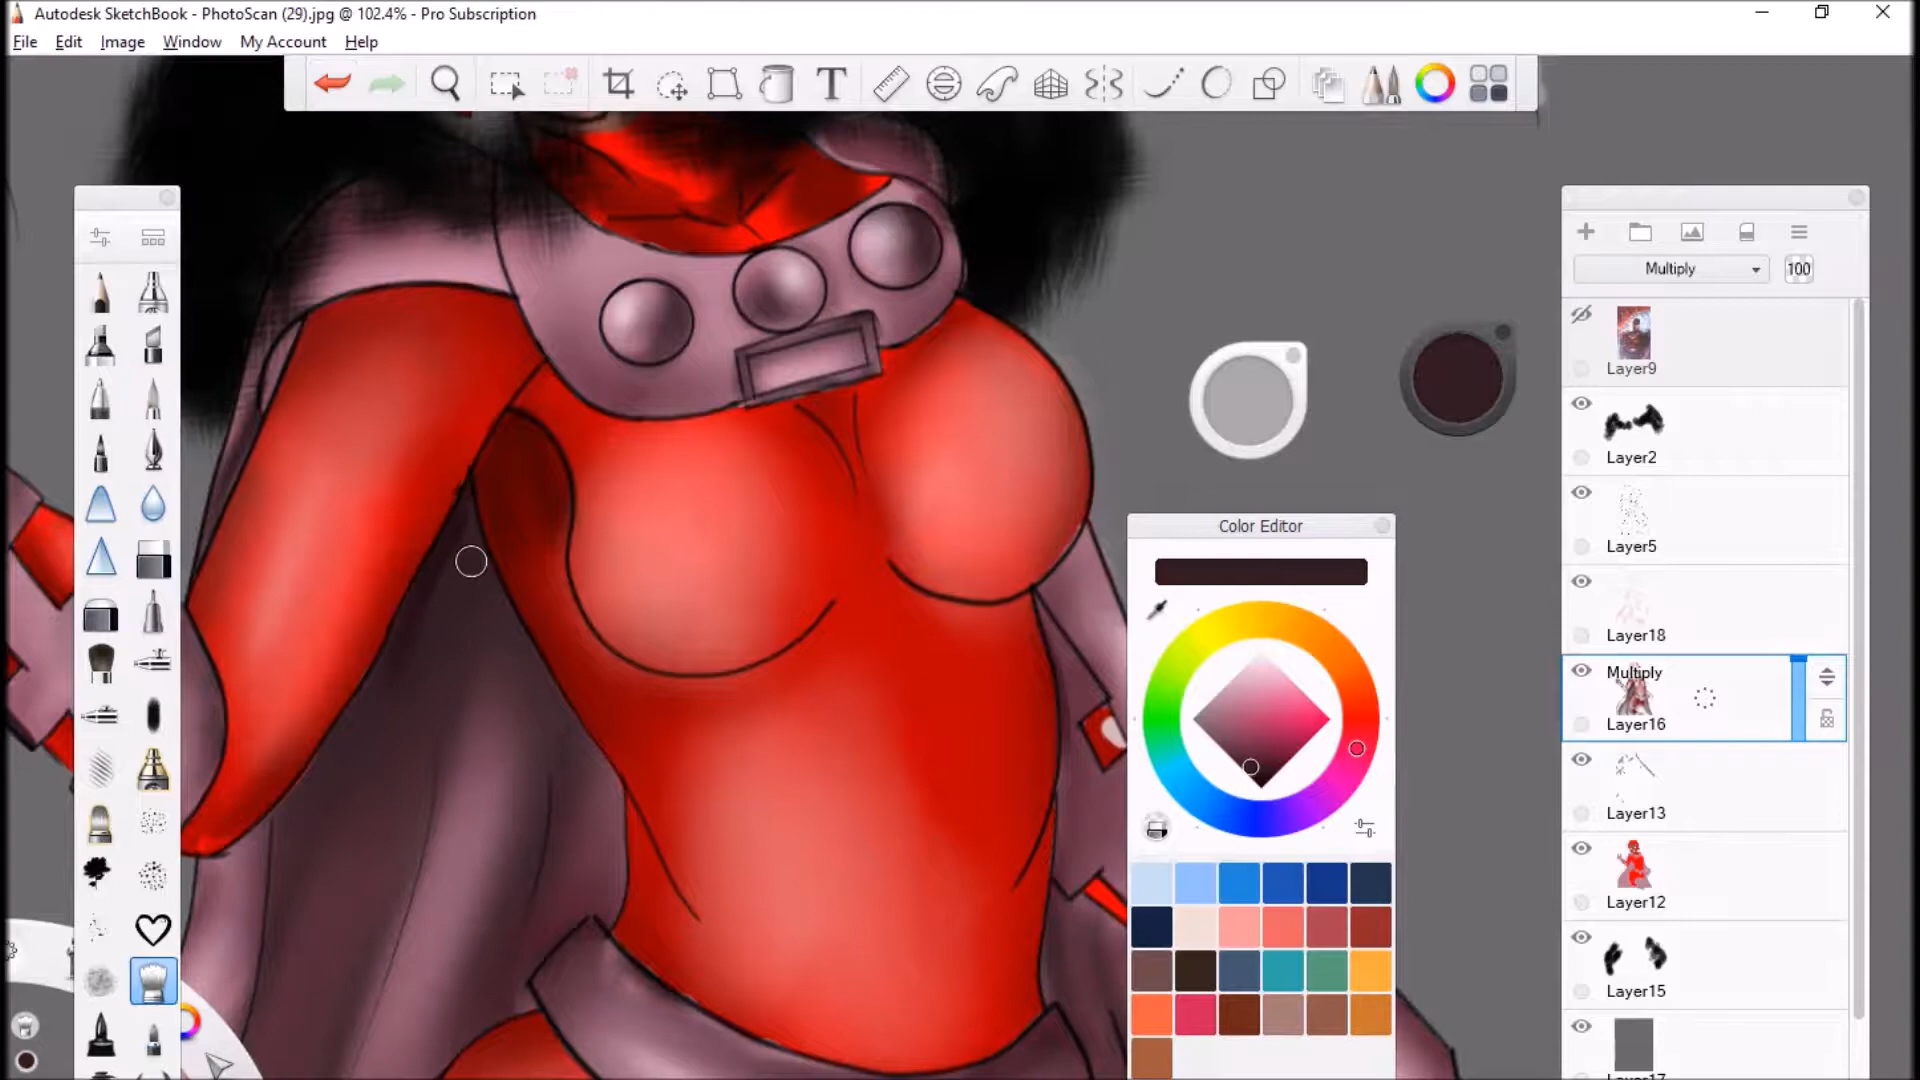 Autodesk SketchBook - PhotoScan (29).jpg @ 102.4% - Pro Subscription
File Edit Image Window My Account Help
T
Multiply 100
Layer9
Layer2
Layer5
Layer18
Multiply
Layer16
Layer13
Layer12
Layer15
Layer17
Color Editor